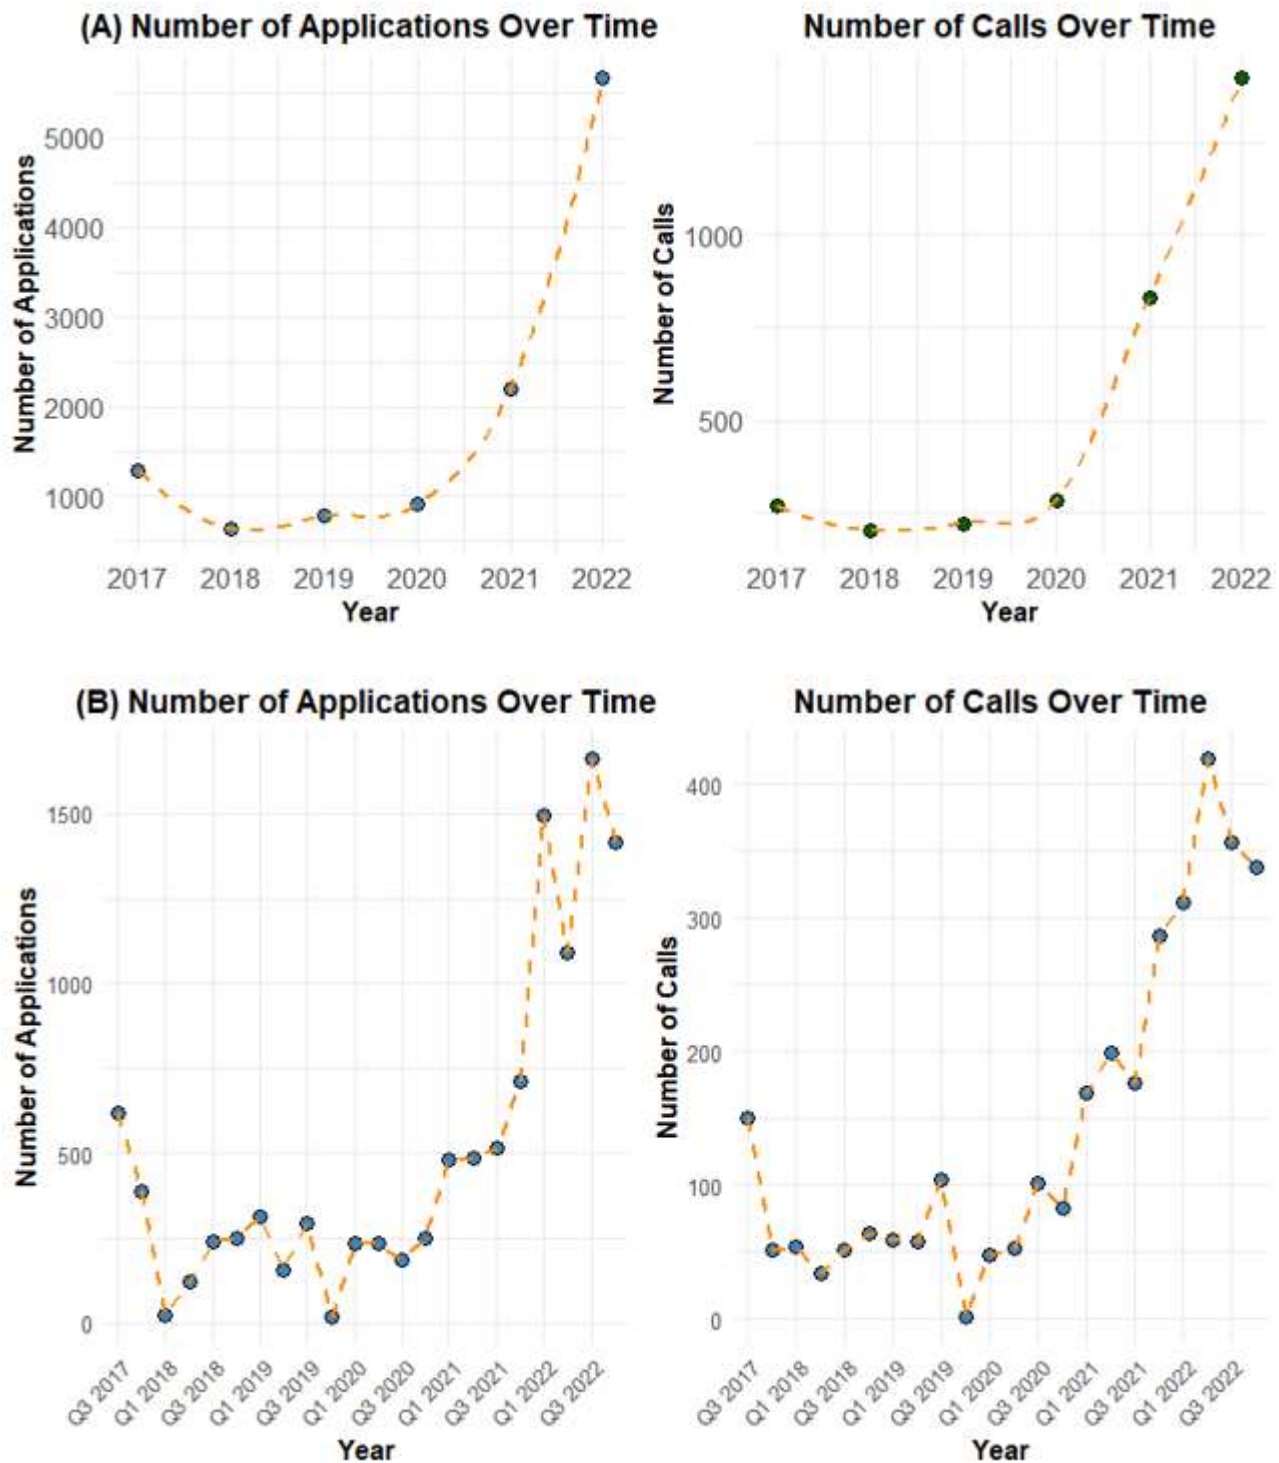 (A) Number of Applications Over Time
Number of Applications
5000
4000
3000
2000
1000
2017 2018 2019 2020 2021 2022
Year
Number of Calls Over Time
Number of Calls
1000
500
2017 2018 2019 2020 2021 2022
Year
(B) Number of Applications Over Time
Number of Applications
1500
1000
500
0
Q3 2017 Q1 2018 Q3 2018 Q1 2019 Q3 2019 Q1 2020 Q3 2020 Q1 2021 Q3 2021 Q1 2022 Q3 2022
Year
Number of Calls Over Time
Number of Calls
400
300
200
100
0
Q3 2017 Q1 2018 Q3 2018 Q1 2019 Q3 2019 Q1 2020 Q3 2020 Q1 2021 Q3 2021 Q1 2022 Q3 2022
Year